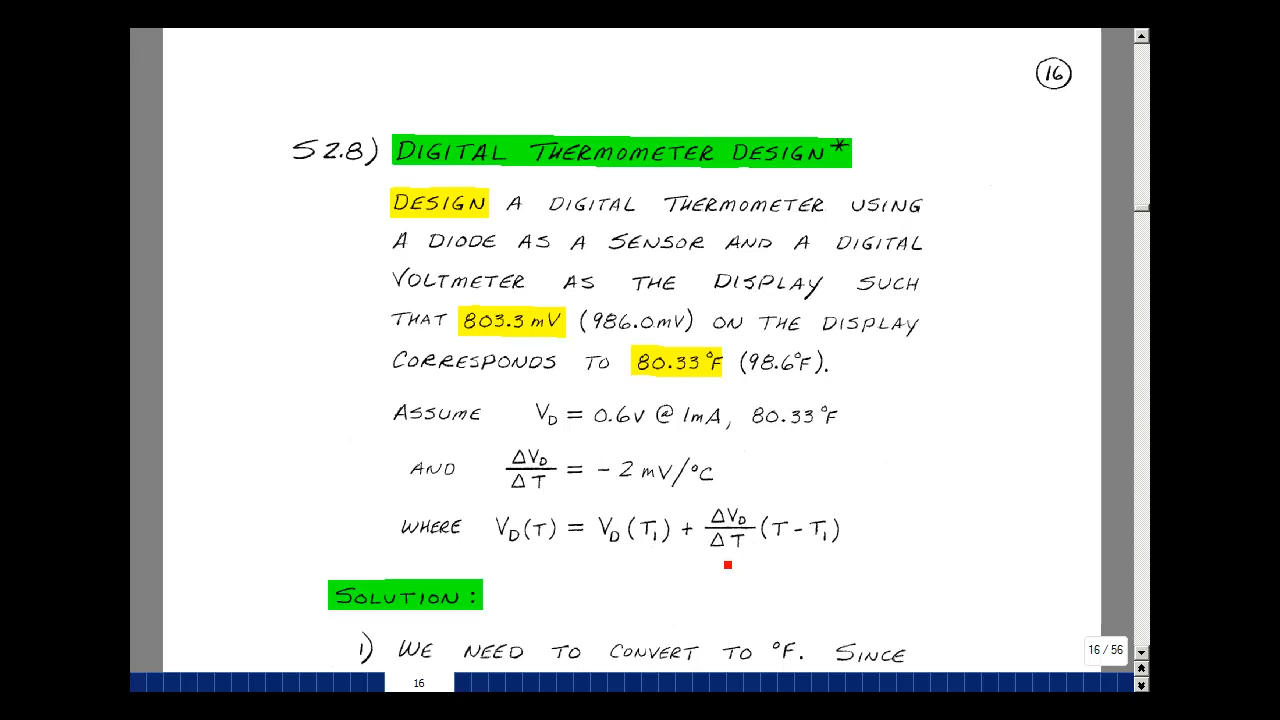 16
S2.8) DIGITAL THERMOMETER DESIGN*
DESIGN A DIGITAL THERMOMETER USING
A DIODE AS A SENSOR AND A DIGITAL
VOLTMETER AS THE DISPLAY SUCH
THAT 803.3mV (986.0mV) ON THE DISPLAY
CORRESPONDS TO 80.33°F (98.6°F).
ASSUME V_D = 0.6V @ 1mA, 80.33°F
AND ΔV_D/ΔT = -2 mV/°C
WHERE V_D(T) = V_D(T_1) + ΔV_D/ΔT (T - T_1)
SOLUTION:
1) WE NEED TO CONVERT TO °F. SINCE
16 / 56
16